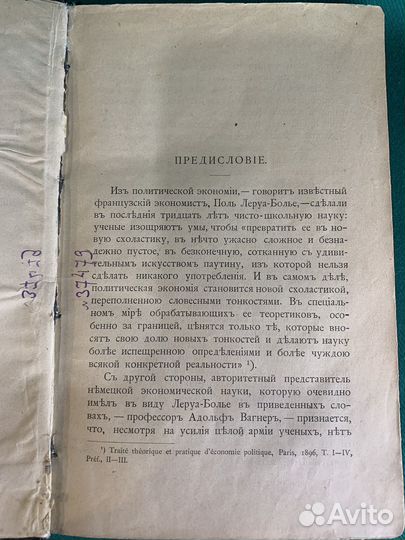 ПРЕДИСЛОВІЕ.
Изъ политической экономіи,— говоритъ извѣстный
французскій экономистъ, Поль Леруа-Болье,—сдѣлали
въ послѣднія тридцать лѣтъ чисто-школьную науку:
ученые изощряютъ умы, чтобы «превратить ее въ но-
вую схоластику, въ нѣчто ужасно сложное и безна-
дежно пустое, въ безконечную, сотканную съ удиви-
тельнымъ искусствомъ паутину, изъ которой нельзя
сдѣлать никакого употребленія. И въ самомъ дѣлѣ,
политическая экономія становится новой схоластикой,
переполненною словесными тонкостями. Въ спеціаль-
номъ мірѣ обрабатывающихъ ее теоретиковъ, осо-
бенно за границей, цѣнятся только тѣ, которые вно-
сятъ свою долю новыхъ тонкостей и дѣлаютъ науку
болѣе испещренною опредѣленіями и болѣе чуждою
всякой конкретной реальности» ¹).
Съ другой стороны, авторитетный представитель
нѣмецкой экономической науки, которую очевидно
имѣлъ въ виду Леруа-Болье въ приведенныхъ сло-
вахъ, — профессоръ Адольфъ Вагнеръ, — признается,
что, несмотря на усилія цѣлой арміи ученыхъ, нѣтъ
¹) Traité théorique et pratique d'économie politique, Paris, 1896, T. I—IV,
Préf., II—III.
37479
Avito